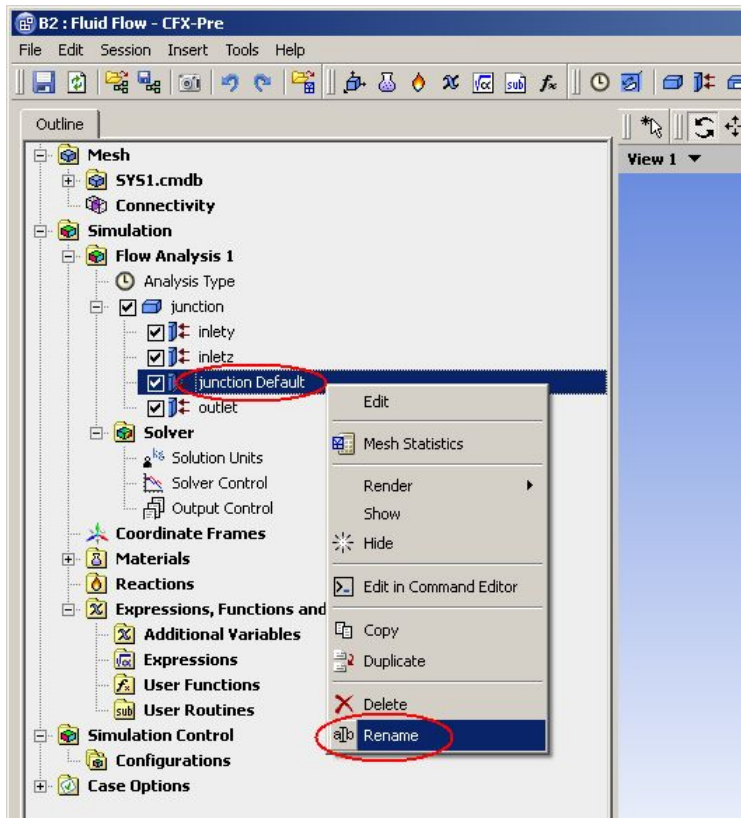 B2 : Fluid Flow - CFX-Pre
File Edit Session Insert Tools Help
Outline
View 1
Mesh
SYS1.cmdb
Connectivity
Simulation
Flow Analysis 1
Analysis Type
junction
inlety
inletz
junction Default
outlet
Solver
Solution Units
Solver Control
Output Control
Coordinate Frames
Materials
Reactions
Expressions, Functions and
Additional Variables
Expressions
User Functions
User Routines
Simulation Control
Configurations
Case Options
Edit
Mesh Statistics
Render
Show
Hide
Edit in Command Editor
Copy
Duplicate
Delete
Rename